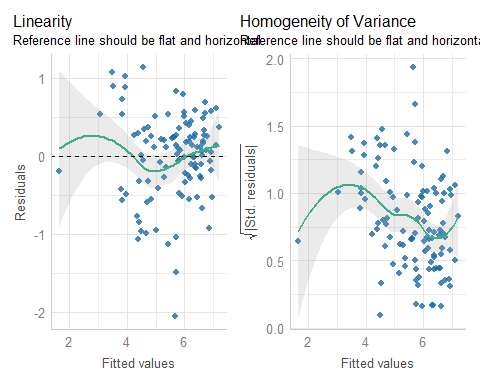 Linearity
Reference line should be flat and horizontal
1
0
-1
-2
Residuals
2
4
6
Fitted values
Homogeneity of Variance
Reference line should be flat and horizontal
2.0
1.5
1.0
0.5
0.0
√|Std. residuals|
2
4
6
Fitted values